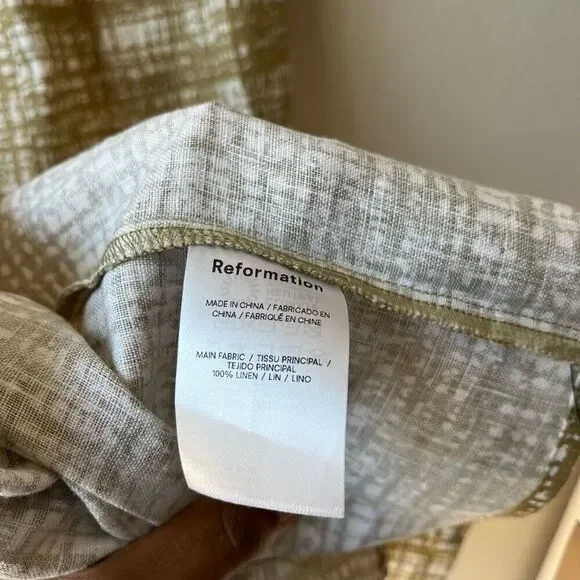 Reformation
MADE IN CHINA / FABRICADO EN
CHINA / FABRIQUÉ EN CHINE
MAIN FABRIC / TISSU PRINCIPAL /
TEJIDO PRINCIPAL
100% LINEN / LIN / LINO